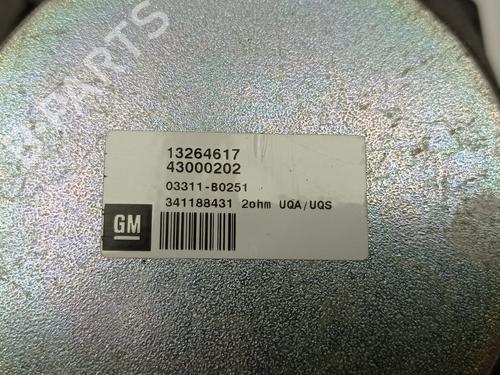 B-PARTS
13264617
43000202
03311-B0251
341188431 2ohm UQA/UQS
GM